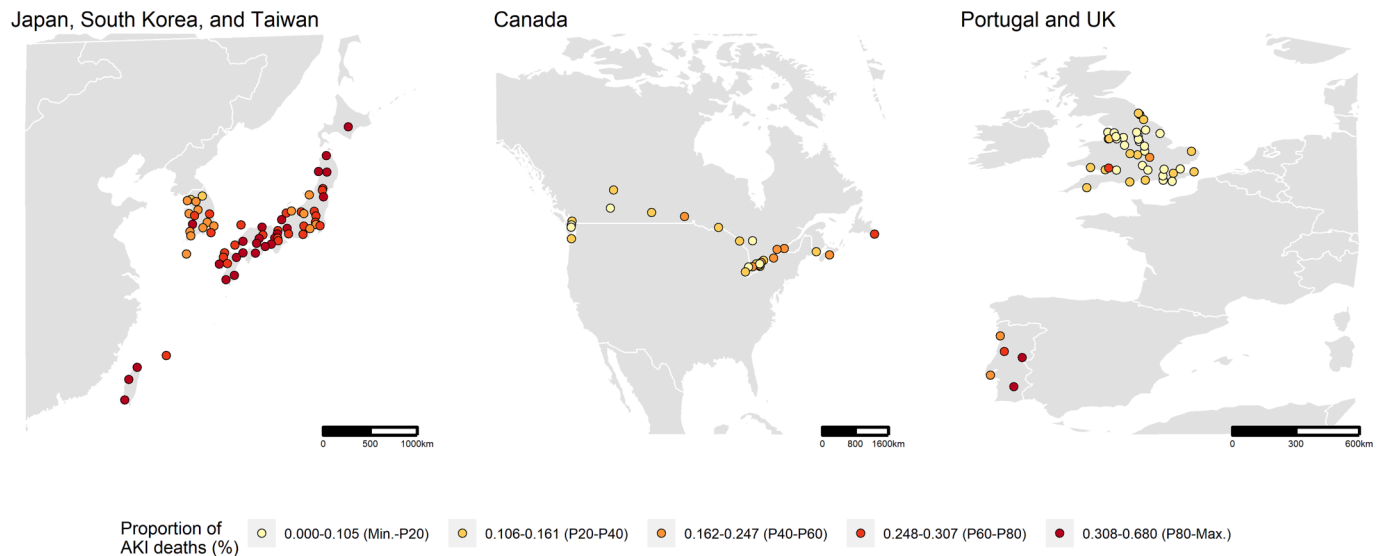 Japan, South Korea, and Taiwan
Canada
Portugal and UK
0 500 1000km
0 800 1600km
0 300 600km
Proportion of
AKI deaths (%)
0.000-0.105 (Min.-P20)
0.106-0.161 (P20-P40)
0.162-0.247 (P40-P60)
0.248-0.307 (P60-P80)
0.308-0.680 (P80-Max.)